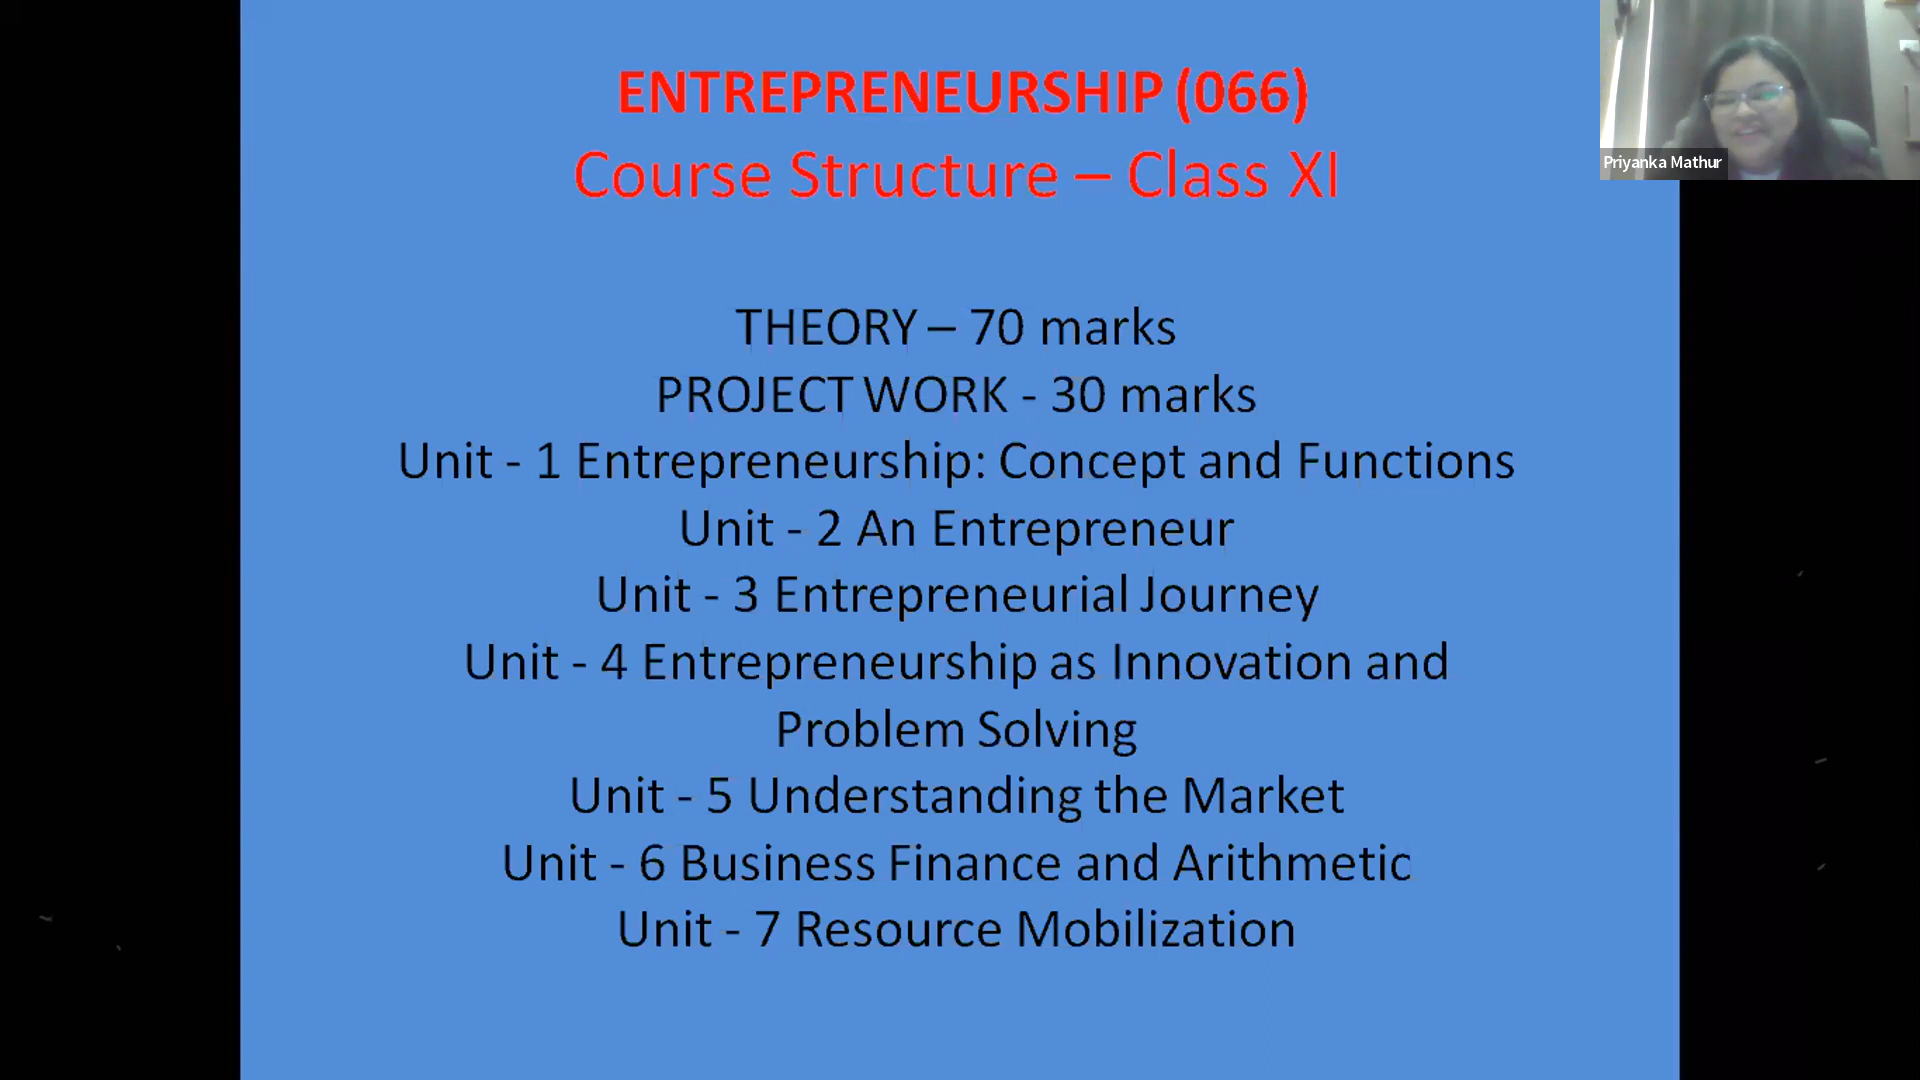 ENTREPRENEURSHIP (066)
Course Structure – Class XI
Priyanka Mathur
THEORY – 70 marks
PROJECT WORK - 30 marks
Unit - 1 Entrepreneurship: Concept and Functions
Unit - 2 An Entrepreneur
Unit - 3 Entrepreneurial Journey
Unit - 4 Entrepreneurship as Innovation and
Problem Solving
Unit - 5 Understanding the Market
Unit - 6 Business Finance and Arithmetic
Unit - 7 Resource Mobilization